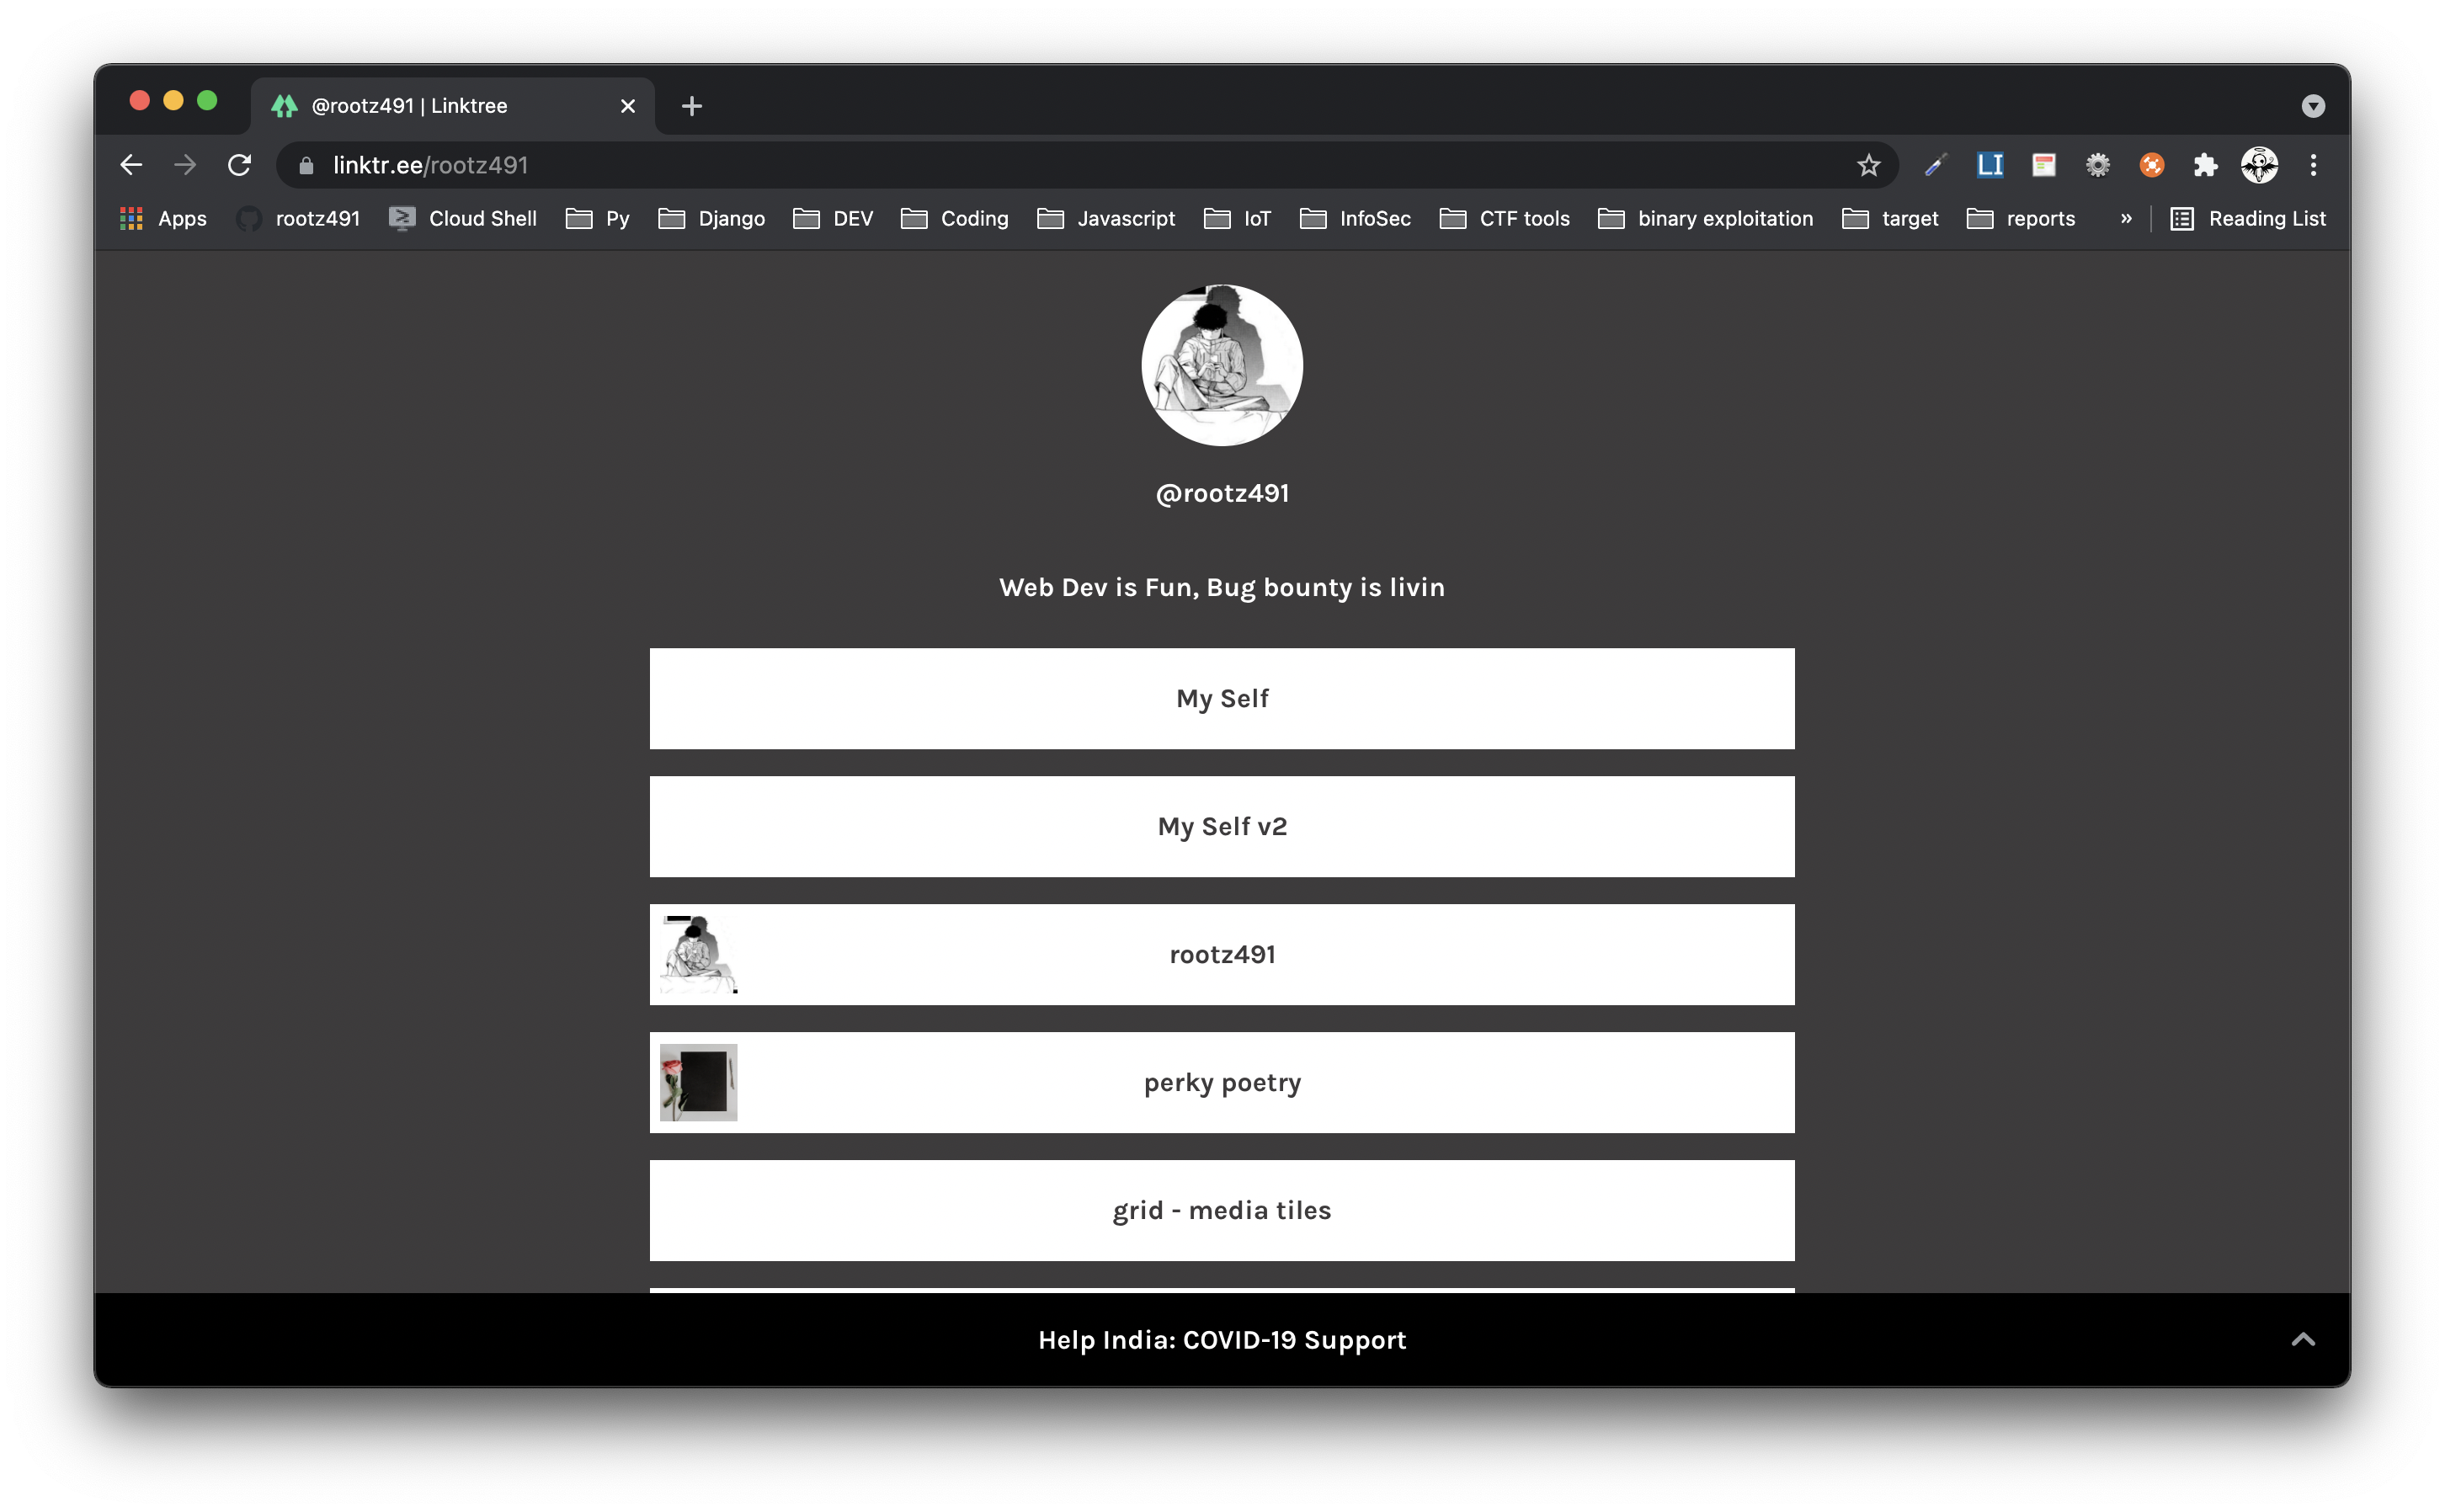 @rootz491 | Linktree
linktr.ee/rootz491
Apps rootz491 Cloud Shell Py Django DEV Coding Javascript IoT InfoSec CTF tools binary exploitation target reports » Reading List
@rootz491
Web Dev is Fun, Bug bounty is livin
My Self
My Self v2
rootz491
perky poetry
grid - media tiles
Help India: COVID-19 Support